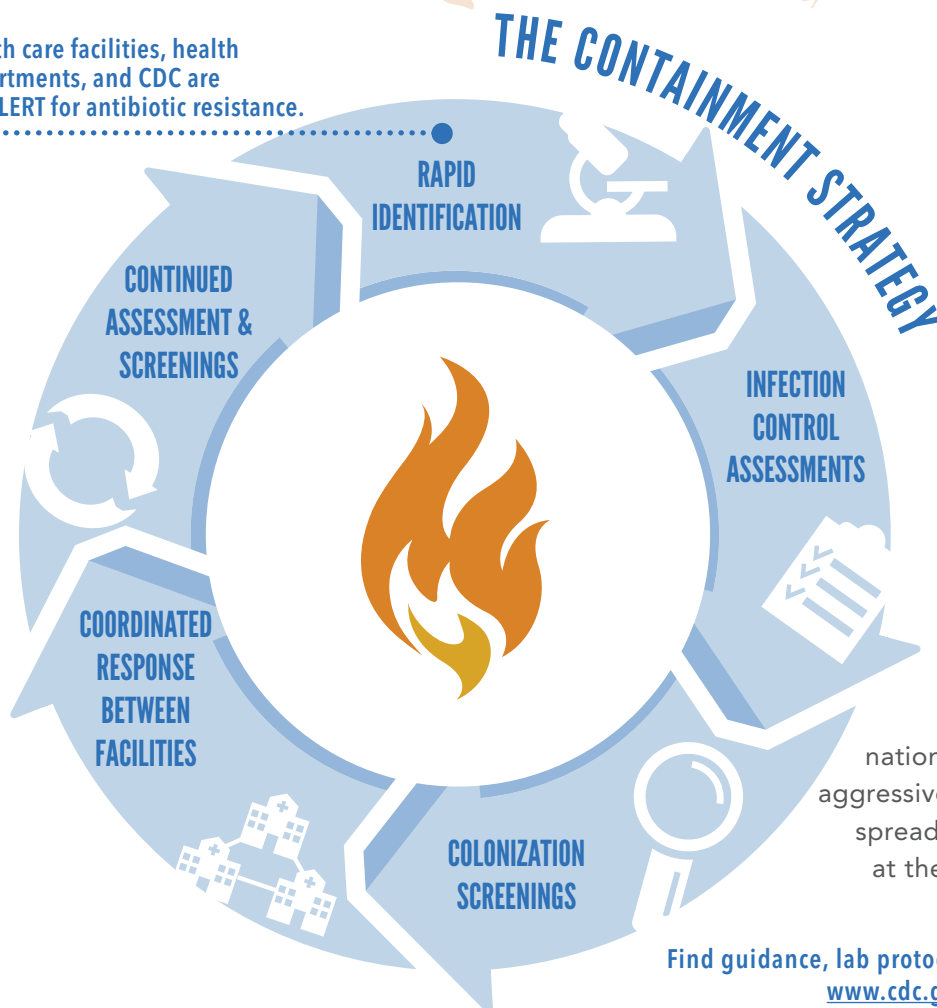 THE CONTAINMENT STRATEGY
th care facilities, health
rtments, and CDC are
LERT for antibiotic resistance.
RAPID
IDENTIFICATION
INFECTION
CONTROL
ASSESSMENTS
COLONIZATION
SCREENINGS
COORDINATED
RESPONSE
BETWEEN
FACILITIES
CONTINUED
ASSESSMENT &
SCREENINGS
nation
aggressive
spread
at the
Find guidance, lab proto
www.cdc.g